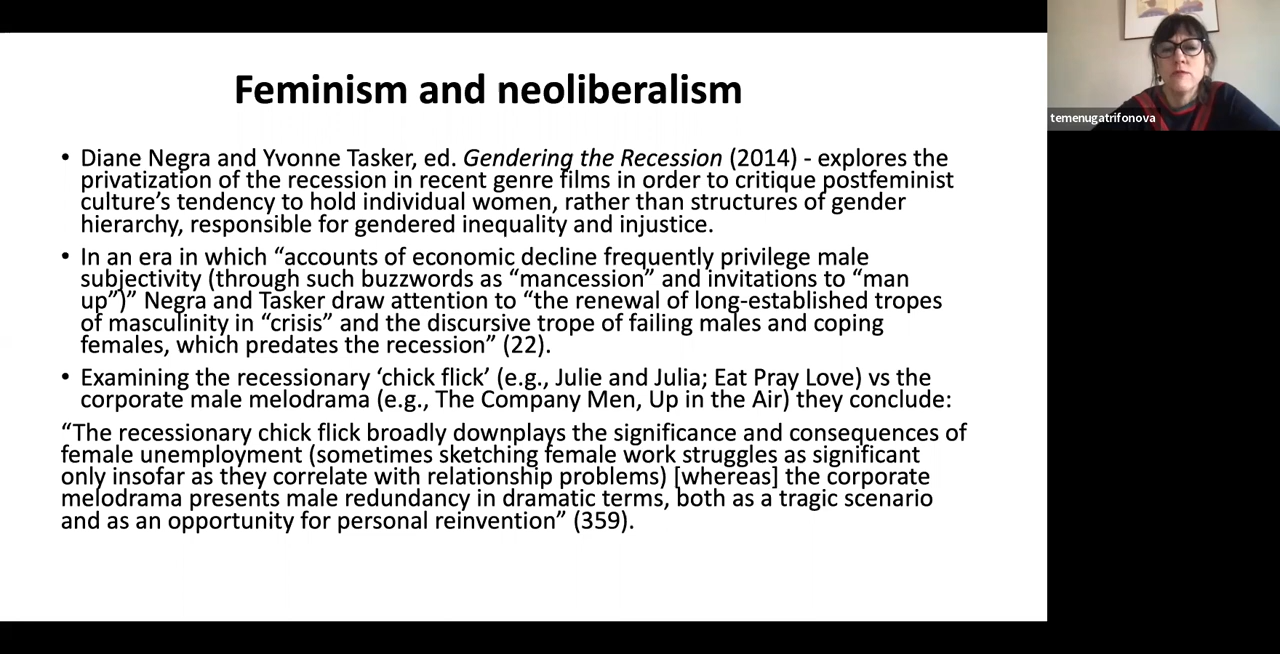 Feminism and neoliberalism
• Diane Negra and Yvonne Tasker, ed. Gendering the Recession (2014) - explores the
privatization of the recession in recent genre films in order to critique postfeminist
culture’s tendency to hold individual women, rather than structures of gender
hierarchy, responsible for gendered inequality and injustice.
• In an era in which “accounts of economic decline frequently privilege male
subjectivity (through such buzzwords as “mancession” and invitations to “man
up”)” Negra and Tasker draw attention to “the renewal of long-established tropes
of masculinity in “crisis” and the discursive trope of failing males and coping
females, which predates the recession” (22).
• Examining the recessionary ‘chick flick’ (e.g., Julie and Julia; Eat Pray Love) vs the
corporate male melodrama (e.g., The Company Men, Up in the Air) they conclude:
“The recessionary chick flick broadly downplays the significance and consequences of
female unemployment (sometimes sketching female work struggles as significant
only insofar as they correlate with relationship problems) [whereas] the corporate
melodrama presents male redundancy in dramatic terms, both as a tragic scenario
and as an opportunity for personal reinvention” (359).
temenugatrifonova